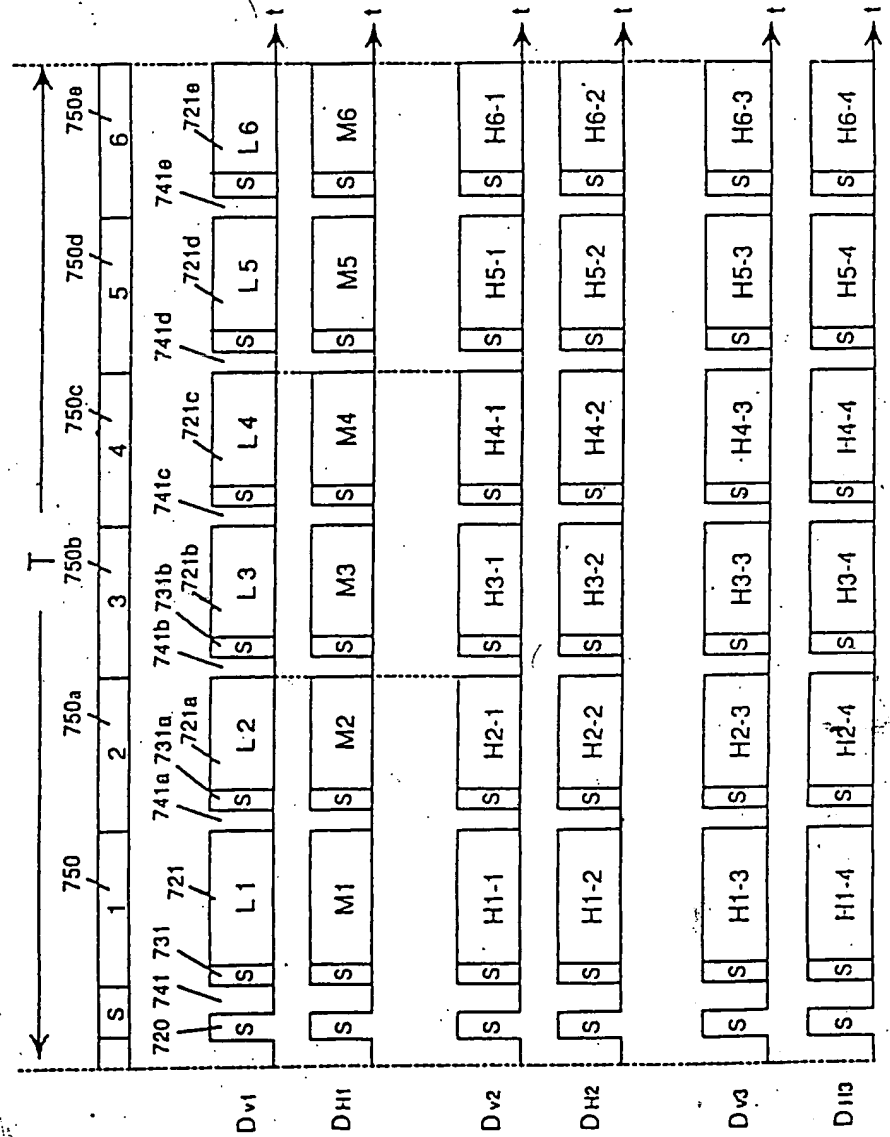 T
750 750a 750b 750c 750d 750e
S 1 2 3 4 5 6
720 741 731 721 741a 731a 721a 741b 731b 721b 741c 721c 741d 721d 741e 721e
Dv1 S S L1 S L2 S L3 S L4 S L5 S L6 t
DH1 S S M1 S M2 S M3 S M4 S M5 S M6 t
Dv2 S S H1-1 S H2-1 S H3-1 S H4-1 S H5-1 S H6-1 t
DH2 S S H1-2 S H2-2 S H3-2 S H4-2 S H5-2 S H6-2 t
Dv3 S S H1-3 S H2-3 S H3-3 S H4-3 S H5-3 S H6-3 t
DH3 S S H1-4 S H2-4 S H3-4 S H4-4 S H5-4 S H6-4 t